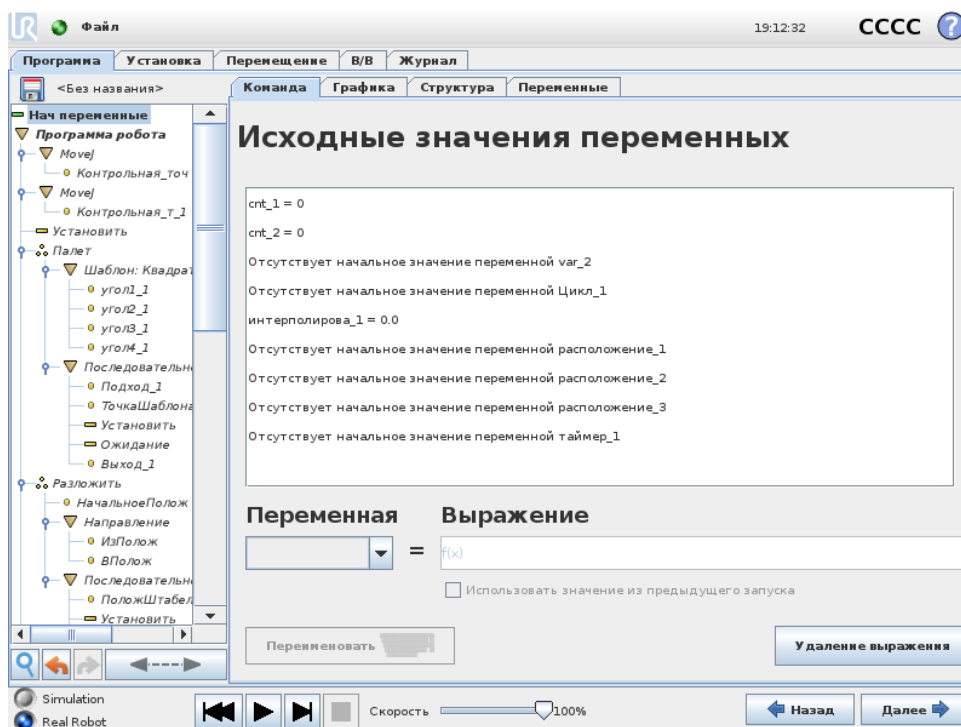 UR Файл 19:12:32 CCCC ?
Программа Установка Перемещение В/В Журнал
<Без названия>
Команда Графика Структура Переменные
Нач переменные
Программа робота
MoveJ
Контрольная_точ
MoveJ
Контрольная_т_1
Установить
Палет
Шаблон: Квадрат
угол1_1
угол2_1
угол3_1
угол4_1
Последовательн
Подход_1
ТочкаШаблона
Установить
Ожидание
Выход_1
Разложить
НачальноеПолож
Направление
ИзПолож
ВПолож
Последовательн
ПоложШтабел
Установить
Исходные значения переменных
cnt_1 = 0
cnt_2 = 0
Отсутствует начальное значение переменной var_2
Отсутствует начальное значение переменной Цикл_1
интерполирова_1 = 0.0
Отсутствует начальное значение переменной расположение_1
Отсутствует начальное значение переменной расположение_2
Отсутствует начальное значение переменной расположение_3
Отсутствует начальное значение переменной таймер_1
Переменная Выражение
= f(x)
Использовать значение из предыдущего запуска
Переименовать
Удаление выражения
Simulation
Real Robot
Скорость 100%
Назад Далее